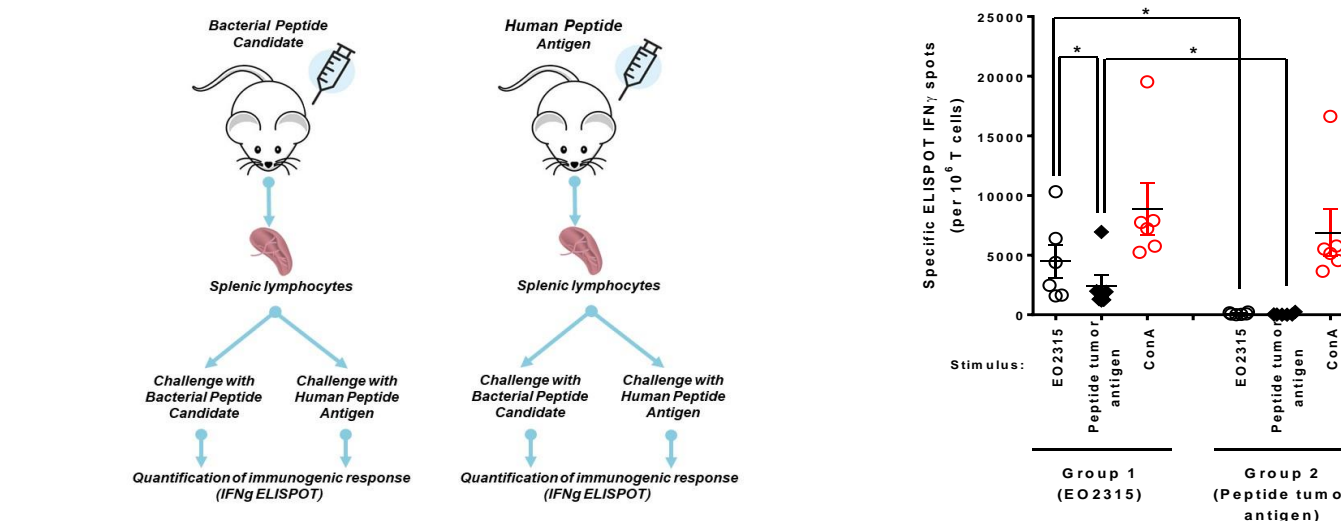 Bacterial Peptide
Candidate
Human Peptide
Antigen
Splenic lymphocytes
Splenic lymphocytes
Challenge with
Bacterial Peptide
Candidate
Challenge with
Human Peptide
Antigen
Challenge with
Bacterial Peptide
Candidate
Challenge with
Human Peptide
Antigen
Quantification of immunogenic response
(IFNg ELISPOT)
Quantification of immunogenic response
(IFNg ELISPOT)
Specific ELISPOT IFNγ spots
(per 10⁶ T cells)
25000
20000
15000
10000
5000
0
*
*
*
Stimulus:
EO2315
Peptide tumor
antigen
ConA
EO2315
Peptide tumor
antigen
ConA
Group 1
(EO2315)
Group 2
(Peptide tumo
antigen)